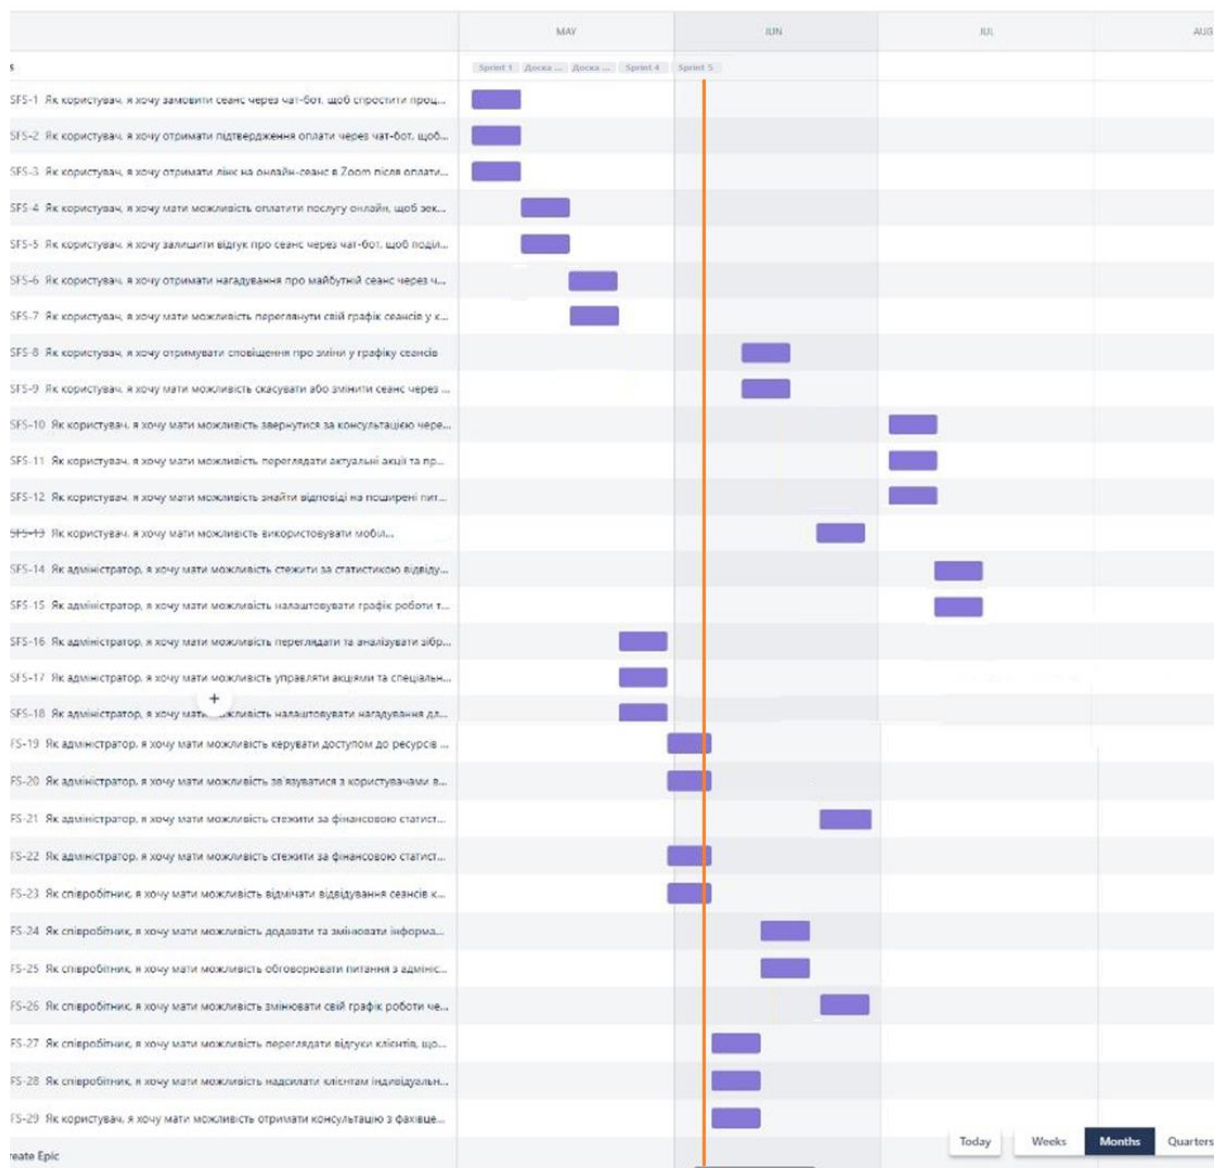 MAY JUN JUL AUG
s Sprint 1 Доска ... Доска ... Sprint 4 Sprint 5
SFS-1 Як користувач, я хочу замовити сеанс через чат-бот, щоб спростити проц...
SFS-2 Як користувач, я хочу отримати підтвердження оплати через чат-бот, щоб...
SFS-3 Як користувач, я хочу отримати лінк на онлайн-сеанс в Zoom після оплати...
SFS-4 Як користувач, я хочу мати можливість оплатити послугу онлайн, щоб зек...
SFS-5 Як користувач, я хочу залишити відгук про сеанс через чат-бот, щоб поділ...
SFS-6 Як користувач, я хочу отримати нагадування про майбутній сеанс через ч...
SFS-7 Як користувач, я хочу мати можливість переглянути свій графік сеансів у к...
SFS-8 Як користувач, я хочу отримувати сповіщення про зміни у графіку сеансів
SFS-9 Як користувач, я хочу мати можливість скасувати або змінити сеанс через ...
SFS-10 Як користувач, я хочу мати можливість звернутися за консультацією чере...
SFS-11 Як користувач, я хочу мати можливість переглядати актуальні акції та пр...
SFS-12 Як користувач, я хочу мати можливість знайти відповіді на поширені пит...
SFS-13 Як користувач, я хочу мати можливість використовувати мобіл...
SFS-14 Як адміністратор, я хочу мати можливість стежити за статистикою відвіду...
SFS-15 Як адміністратор, я хочу мати можливість налаштовувати графік роботи т...
SFS-16 Як адміністратор, я хочу мати можливість переглядати та аналізувати зібр...
SFS-17 Як адміністратор, я хочу мати можливість управляти акціями та спеціальн...
+
SFS-18 Як адміністратор, я хочу мати можливість налаштовувати нагадування дл...
FS-19 Як адміністратор, я хочу мати можливість керувати доступом до ресурсів ...
FS-20 Як адміністратор, я хочу мати можливість зв'язуватися з користувачами в...
FS-21 Як адміністратор, я хочу мати можливість стежити за фінансовою статист...
FS-22 Як адміністратор, я хочу мати можливість стежити за фінансовою статист...
FS-23 Як співробітник, я хочу мати можливість відмічати відвідування сеансів к...
FS-24 Як співробітник, я хочу мати можливість додавати та змінювати інформа...
FS-25 Як співробітник, я хочу мати можливість обговорювати питання з адмініс...
FS-26 Як співробітник, я хочу мати можливість змінювати свій графік роботи че...
FS-27 Як співробітник, я хочу мати можливість переглядати відгуки клієнтів, що...
FS-28 Як співробітник, я хочу мати можливість надсилати клієнтам індивідуальн...
FS-29 Як користувач, я хочу мати можливість отримати консультацію з фахівце...
Today Weeks Months Quarters
reate Epic